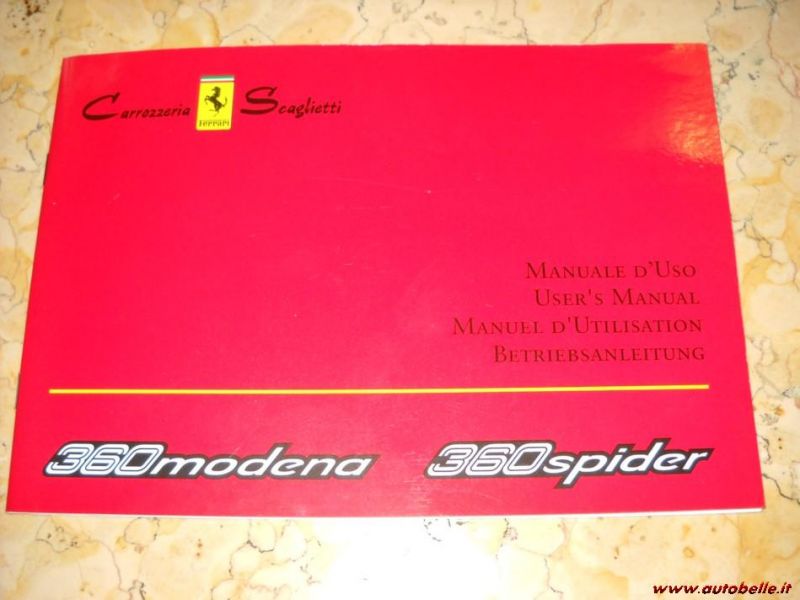 Carrozzeria Scaglietti
Ferrari
MANUALE D'USO
USER'S MANUAL
MANUEL D'UTILISATION
BETRIEBSANLEITUNG
360modena 360spider
www.autobelle.it